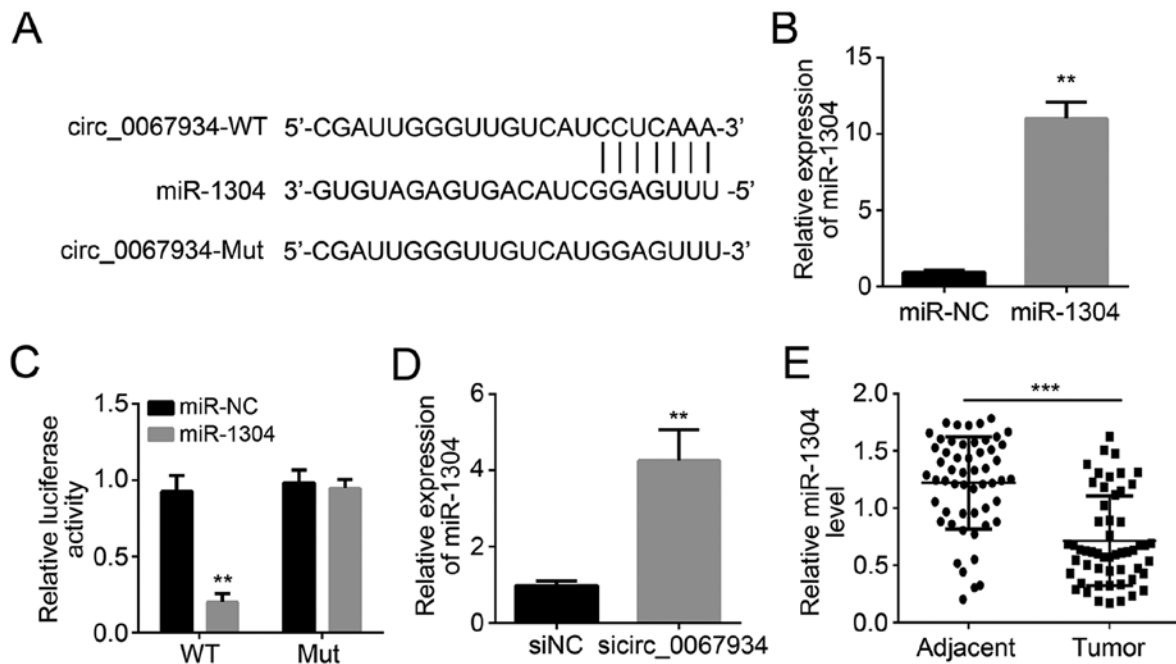 A
circ_0067934-WT 5’-CGAUUGGGUUGUCAUCCUCAAA-3’
miR-1304 3’-GUGUAGAGUGACAUCGGAGUUU -5’
circ_0067934-Mut 5’-CGAUUGGGUUGUCAUGGAGUUU-3’
B
Relative expression
of miR-1304
15
10
5
0
**
miR-NC miR-1304
C
Relative luciferase
activity
1.5
1.0
0.5
0.0
miR-NC
miR-1304
**
WT Mut
D
Relative expression
of miR-1304
6
4
2
0
**
siNC sicirc_0067934
E
Relative miR-1304
level
2.0
1.5
1.0
0.5
0.0
***
Adjacent Tumor